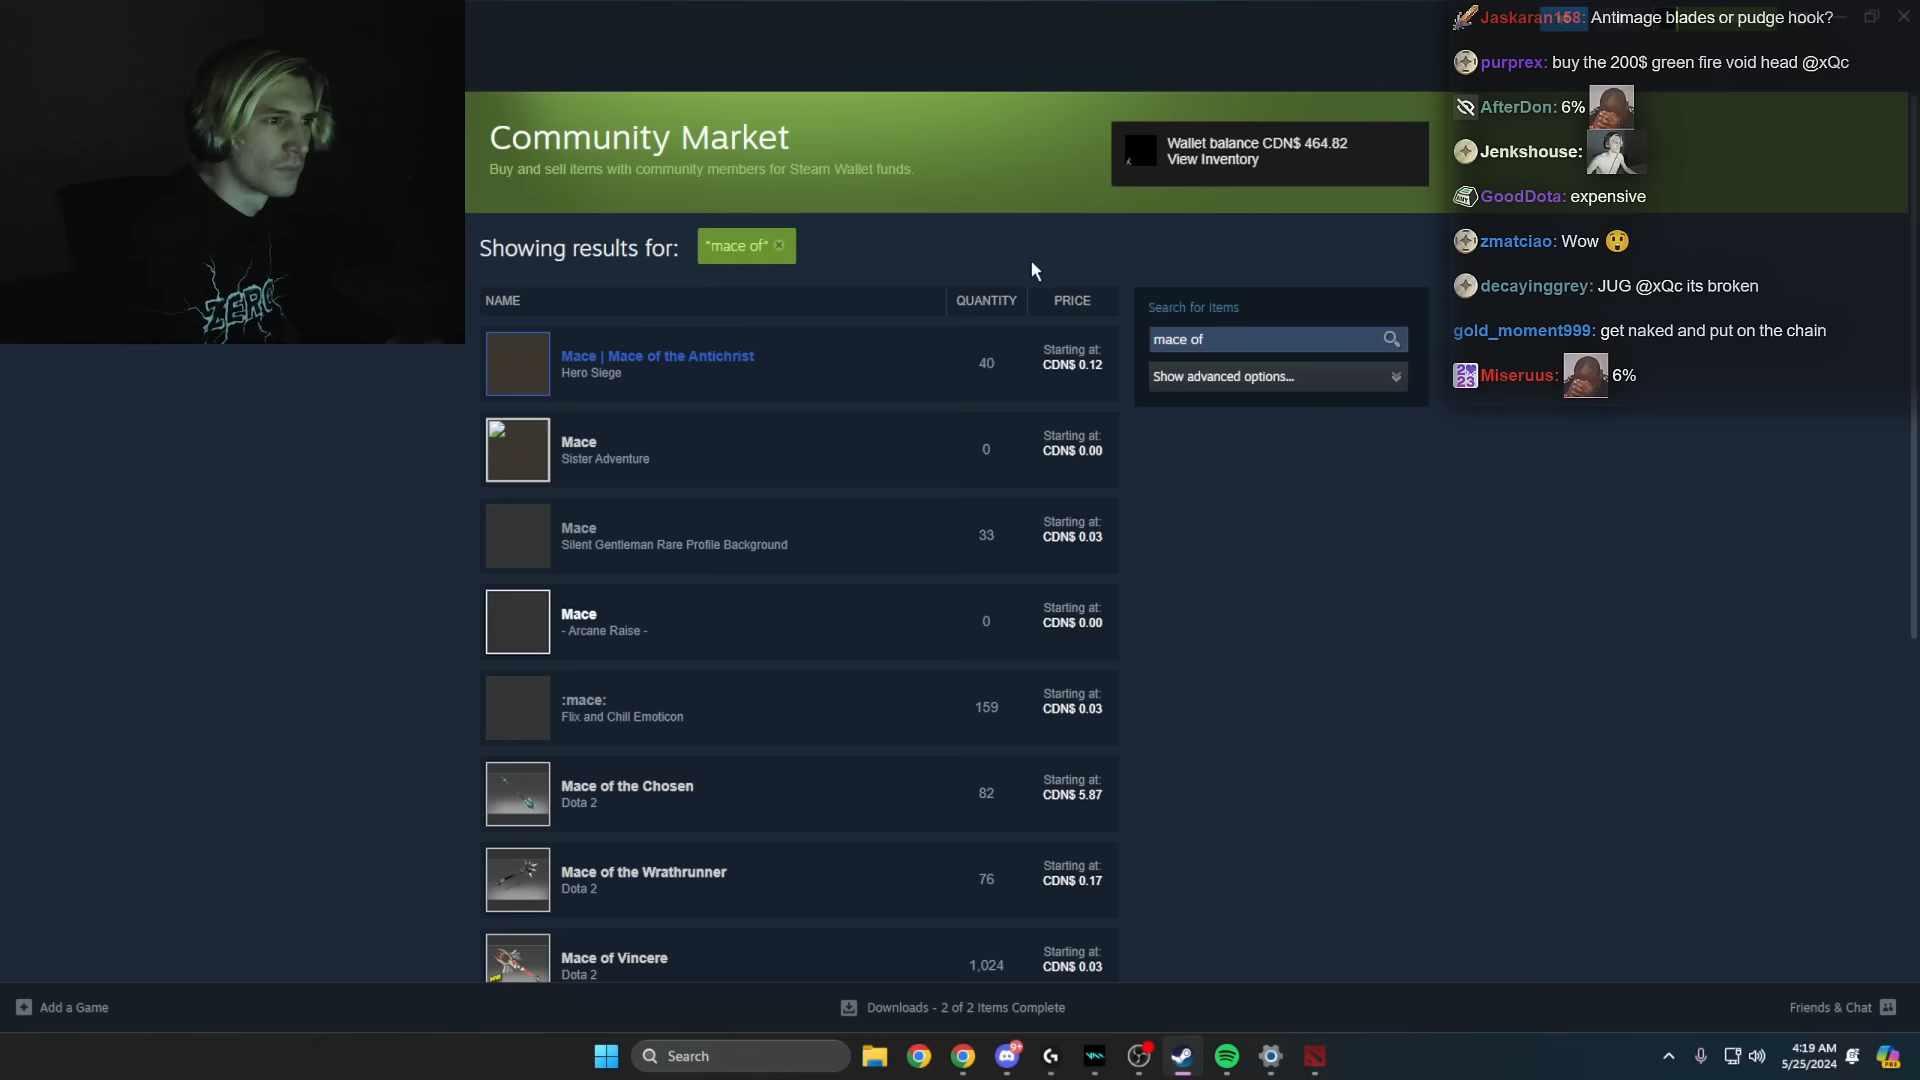 Community Market
Buy and sell items with community members for Steam Wallet funds.
Wallet balance CDN$ 464.82
View Inventory
Showing results for:
"mace of"
NAME
QUANTITY
PRICE
Mace | Mace of the Antichrist
Hero Siege
40
Starting at:
CDN$ 0.12
Mace
Sister Adventure
0
Starting at:
CDN$ 0.00
Mace
Silent Gentleman Rare Profile Background
33
Starting at:
CDN$ 0.03
Mace
- Arcane Raise -
0
Starting at:
CDN$ 0.00
:mace:
Flix and Chill Emoticon
159
Starting at:
CDN$ 0.03
Mace of the Chosen
Dota 2
82
Starting at:
CDN$ 5.87
Mace of the Wrathrunner
Dota 2
76
Starting at:
CDN$ 0.17
Mace of Vincere
Dota 2
1,024
Starting at:
CDN$ 0.03
Search for Items
mace of
Show advanced options...
Jaskaran158: Antimage blades or pudge hook?
purprex: buy the 200$ green fire void head @xQc
AfterDon: 6%
Jenkshouse:
GoodDota: expensive
zmatciao: Wow
decayinggrey: JUG @xQc its broken
gold_moment999: get naked and put on the chain
Miseruus: 6%
ZERO
Add a Game
Downloads - 2 of 2 Items Complete
Friends & Chat
Search
9+
4:19 AM
5/25/2024
PRE